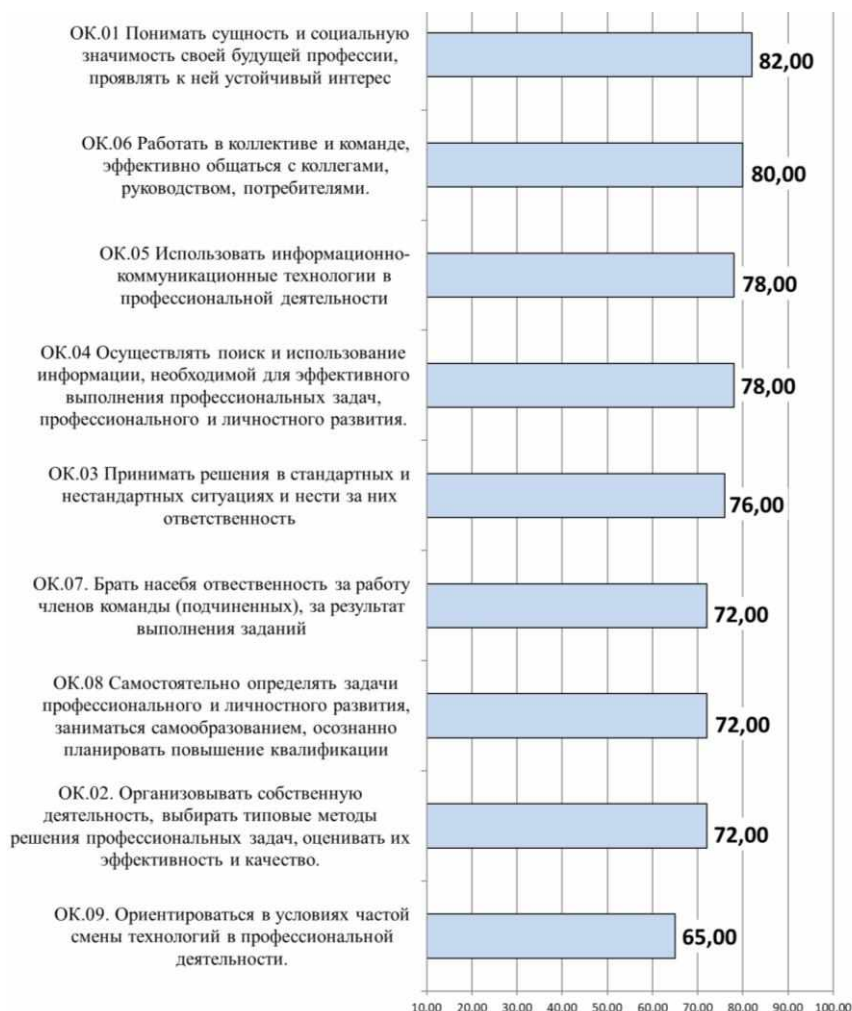 ОК.01 Понимать сущность и социальную
значимость своей будущей профессии,
проявлять к ней устойчивый интерес
82,00
ОК.06 Работать в коллективе и команде,
эффективно общаться с коллегами,
руководством, потребителями.
80,00
ОК.05 Использовать информационно-
коммуникационные технологии в
профессиональной деятельности
78,00
ОК.04 Осуществлять поиск и использование
информации, необходимой для эффективного
выполнения профессиональных задач,
профессионального и личностного развития.
78,00
ОК.03 Принимать решения в стандартных и
нестандартных ситуациях и нести за них
ответственность
76,00
ОК.07. Брать насебя отвественность за работу
членов команды (подчиненных), за результат
выполнения заданий
72,00
ОК.08 Самостоятельно определять задачи
профессионального и личностного развития,
заниматься самообразованием, осознанно
планировать повышение квалификации
72,00
ОК.02. Организовывать собственную
деятельность, выбирать типовые методы
решения профессиональных задач, оценивать их
эффективность и качество.
72,00
ОК.09. Ориентироваться в условиях частой
смены технологий в профессиональной
деятельности.
65,00
10,00 20,00 30,00 40,00 50,00 60,00 70,00 80,00 90,00 100,00